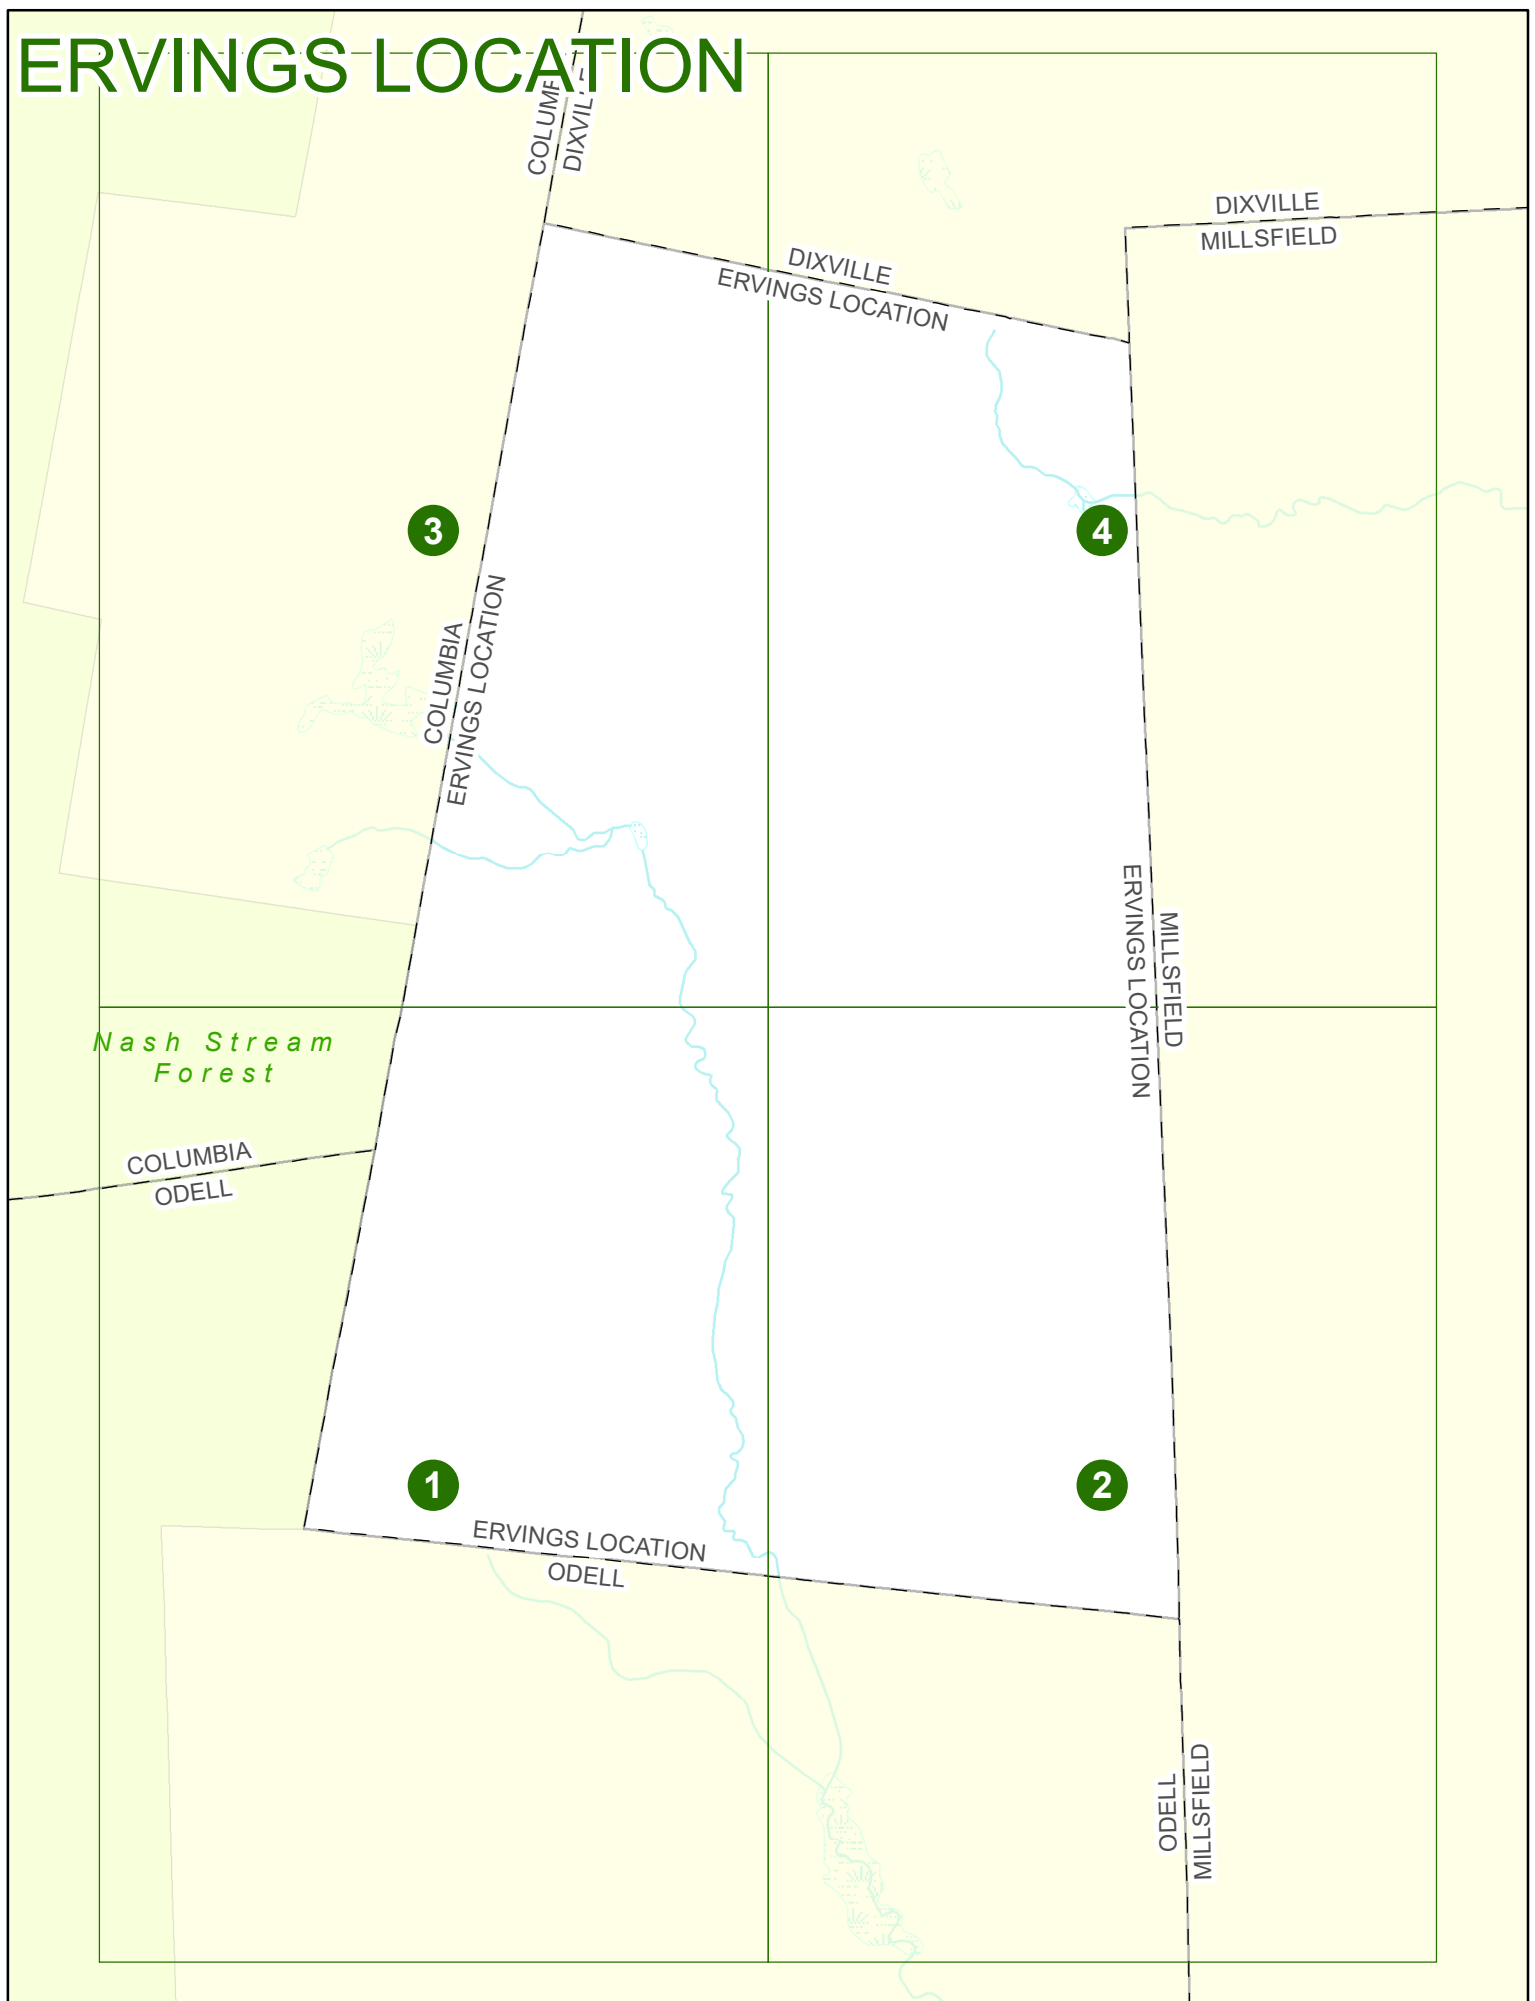 ERVINGS LOCATION
DIXVILLE
DIXVILLE
MILLSFIELD
DIXVILLE
ERVINGS LOCATION
3
4
COLUMBIA
ERVINGS LOCATION
ERVINGS LOCATION
MILLSFIELD
Nash Stream
Forest
COLUMBIA
ODELL
1
2
ERVINGS LOCATION
ODELL
ODELL
MILLSFIELD